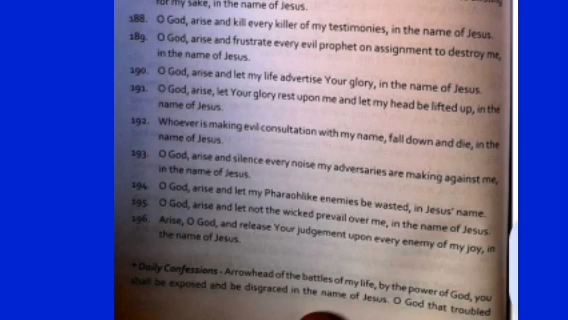 for my sake, in the name of Jesus.
188. O God, arise and kill every killer of my testimonies, in the name of Jesus.
189. O God, arise and frustrate every evil prophet on assignment to destroy me,
in the name of Jesus.
190. O God, arise and let my life advertise Your glory, in the name of Jesus.
191. O God, arise, let Your glory rest upon me and let my head be lifted up, in the
name of Jesus.
192. Whoever is making evil consultation with my name, fall down and die, in the
name of Jesus.
193. O God, arise and silence every noise my adversaries are making against me,
in the name of Jesus.
194. O God, arise and let my Pharaohlike enemies be wasted, in Jesus' name.
195. O God, arise and let not the wicked prevail over me, in the name of Jesus.
196. Arise, O God, and release Your judgement upon every enemy of my joy, in
the name of Jesus.
* Daily Confessions - Arrowhead of the battles of my life, by the power of God, you
shall be exposed and be disgraced in the name of Jesus. O God that troubled